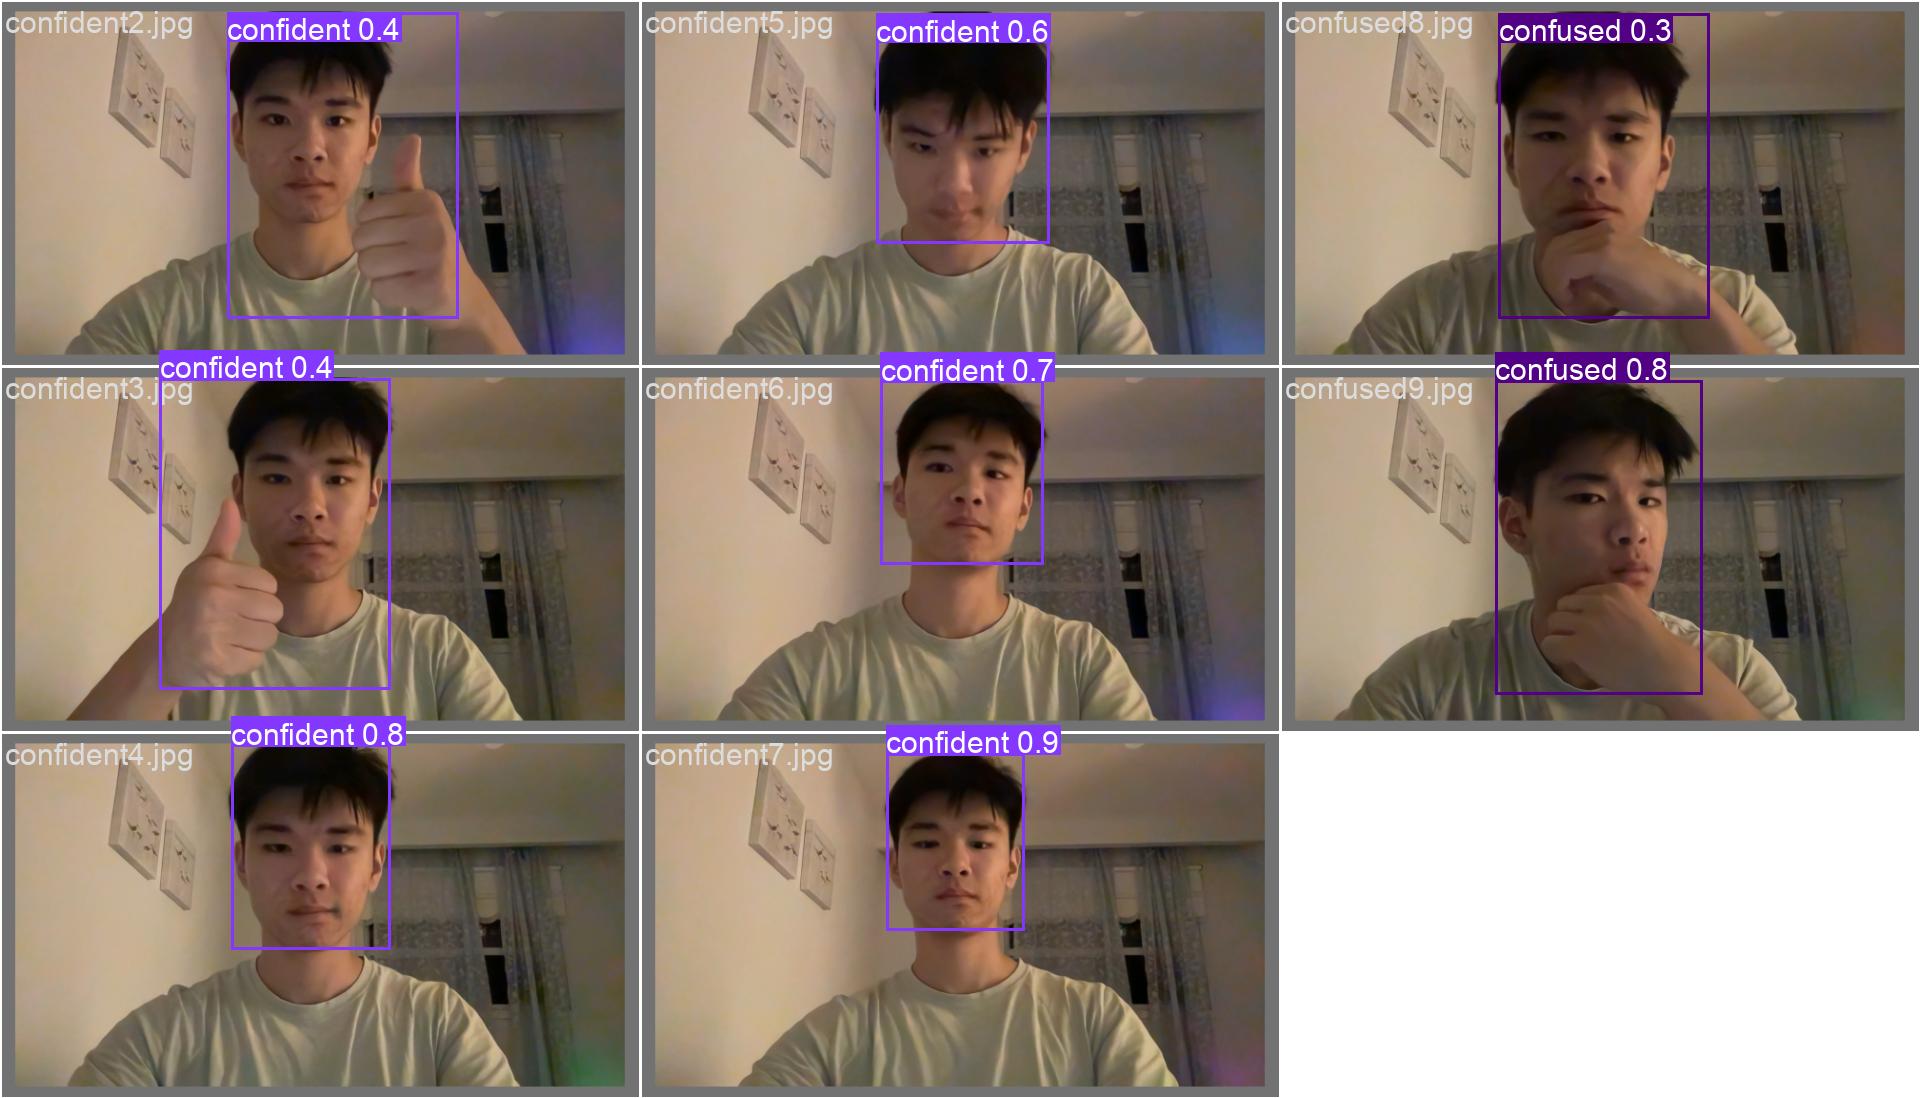 confident2.jpg
confident 0.4
confident5.jpg
confident 0.6
confused8.jpg
confused 0.3
confident3.jpg
confident 0.4
confident6.jpg
confident 0.7
confused9.jpg
confused 0.8
confident4.jpg
confident 0.8
confident7.jpg
confident 0.9